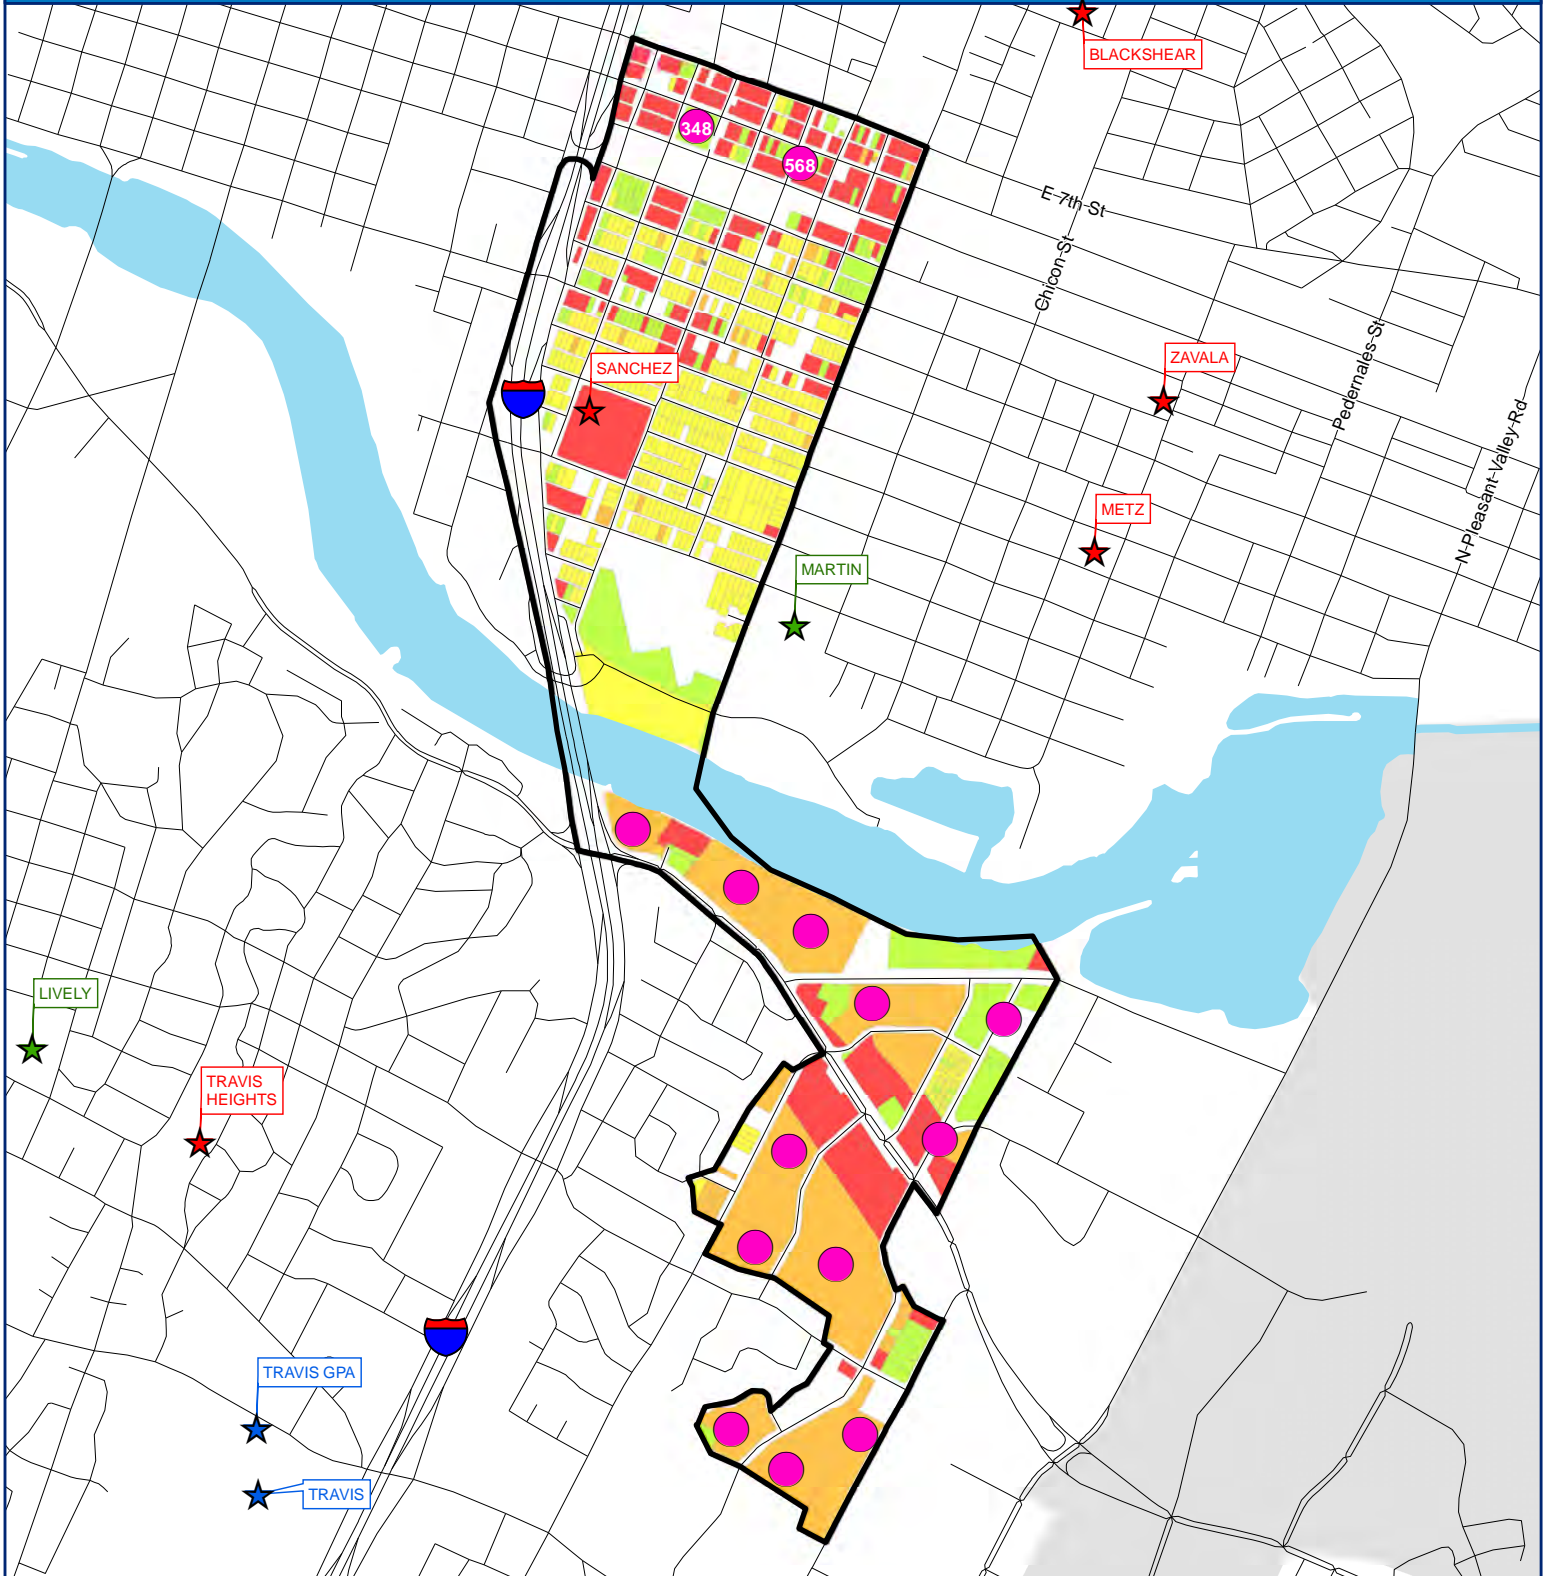 BLACKSHEAR
348
568
E 7th St
Chicon St
SANCHEZ
ZAVALA
Pedernales St
N Pleasant Valley Rd
METZ
MARTIN
LIVELY
TRAVIS
HEIGHTS
TRAVIS GPA
TRAVIS